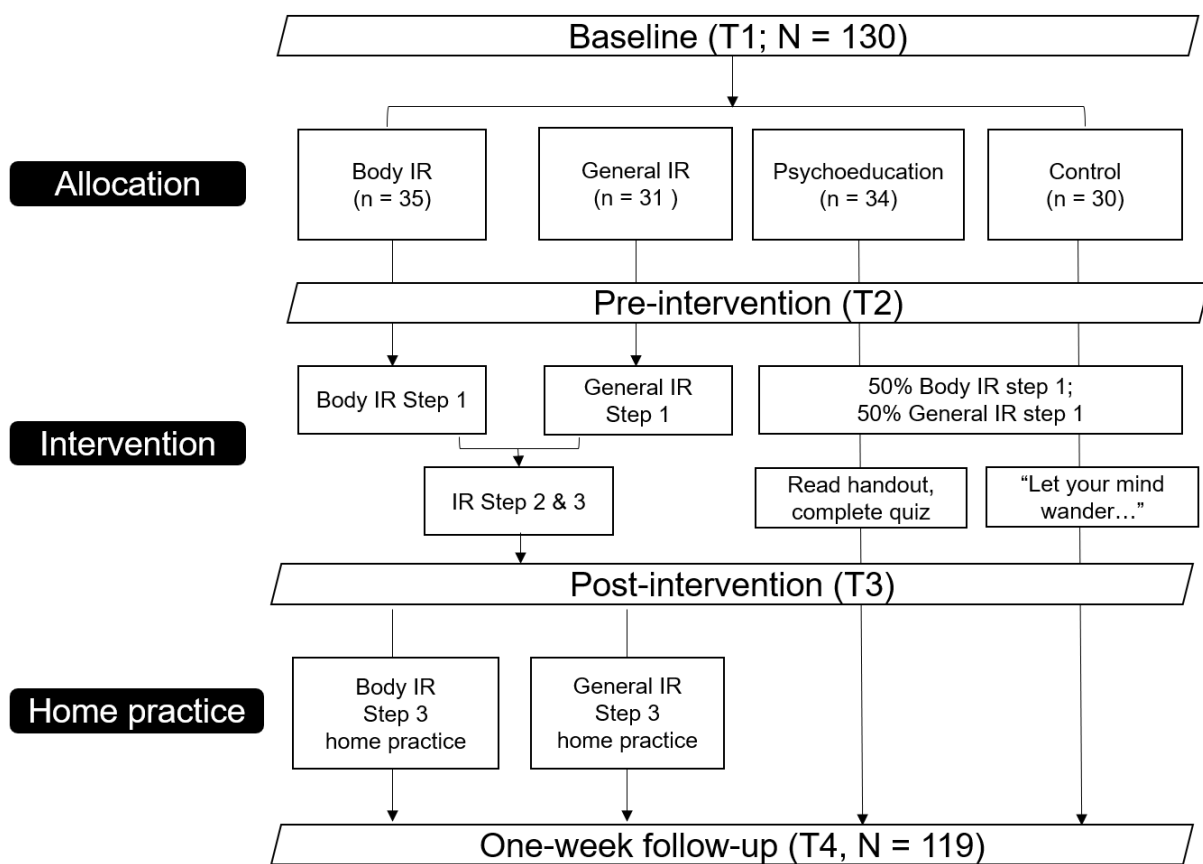 Baseline (T1; N = 130)
Allocation
Body IR
(n = 35)
General IR
(n = 31 )
Psychoeducation
(n = 34)
Control
(n = 30)
Pre-intervention (T2)
Intervention
Body IR Step 1
General IR
Step 1
50% Body IR step 1;
50% General IR step 1
IR Step 2 & 3
Read handout,
complete quiz
“Let your mind
wander…”
Post-intervention (T3)
Home practice
Body IR
Step 3
home practice
General IR
Step 3
home practice
One-week follow-up (T4, N = 119)